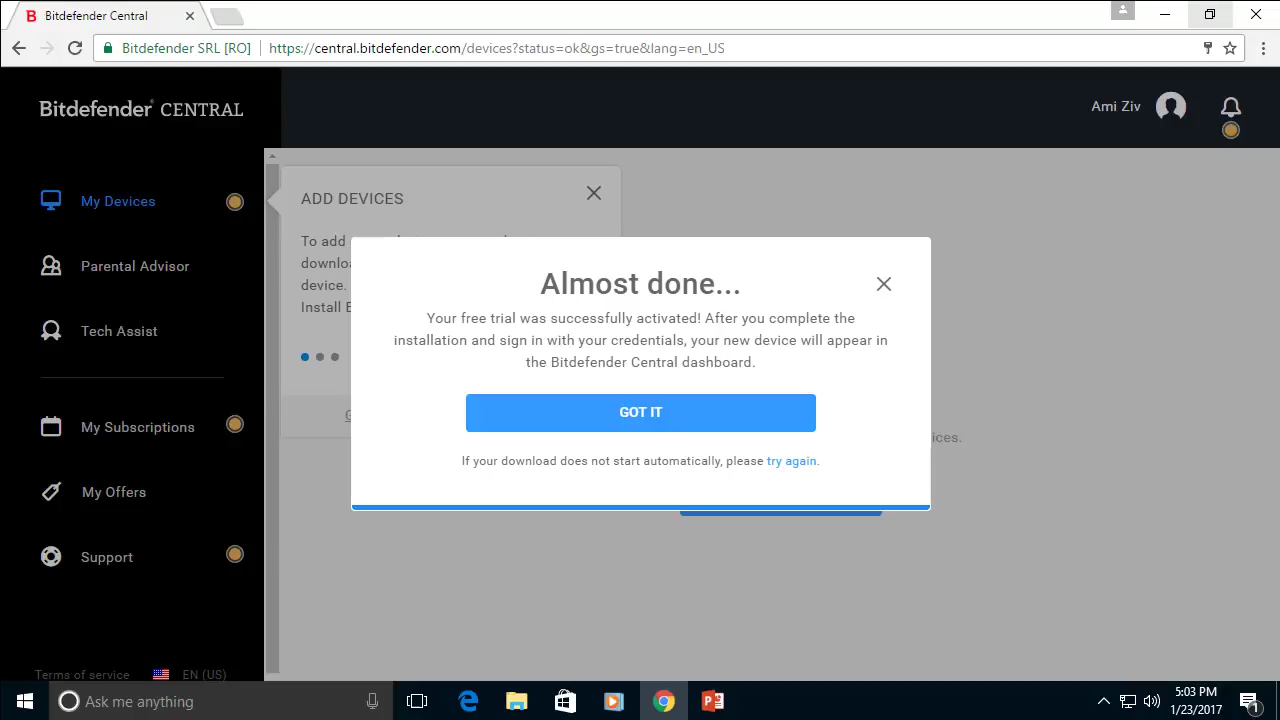 Bitdefender Central
Bitdefender SRL [RO]
https://central.bitdefender.com/devices?status=ok&gs=true&lang=en_US
Bitdefender CENTRAL
Ami Ziv
My Devices
Parental Advisor
Tech Assist
My Subscriptions
My Offers
Support
Terms of service
EN (US)
ADD DEVICES
To add
device.
Install
Almost done...
Your free trial was successfully activated! After you complete the
installation and sign in with your credentials, your new device will appear in
the Bitdefender Central dashboard.
GOT IT
If your download does not start automatically, please try again.
Ask me anything
5:03 PM
1/23/2017
1